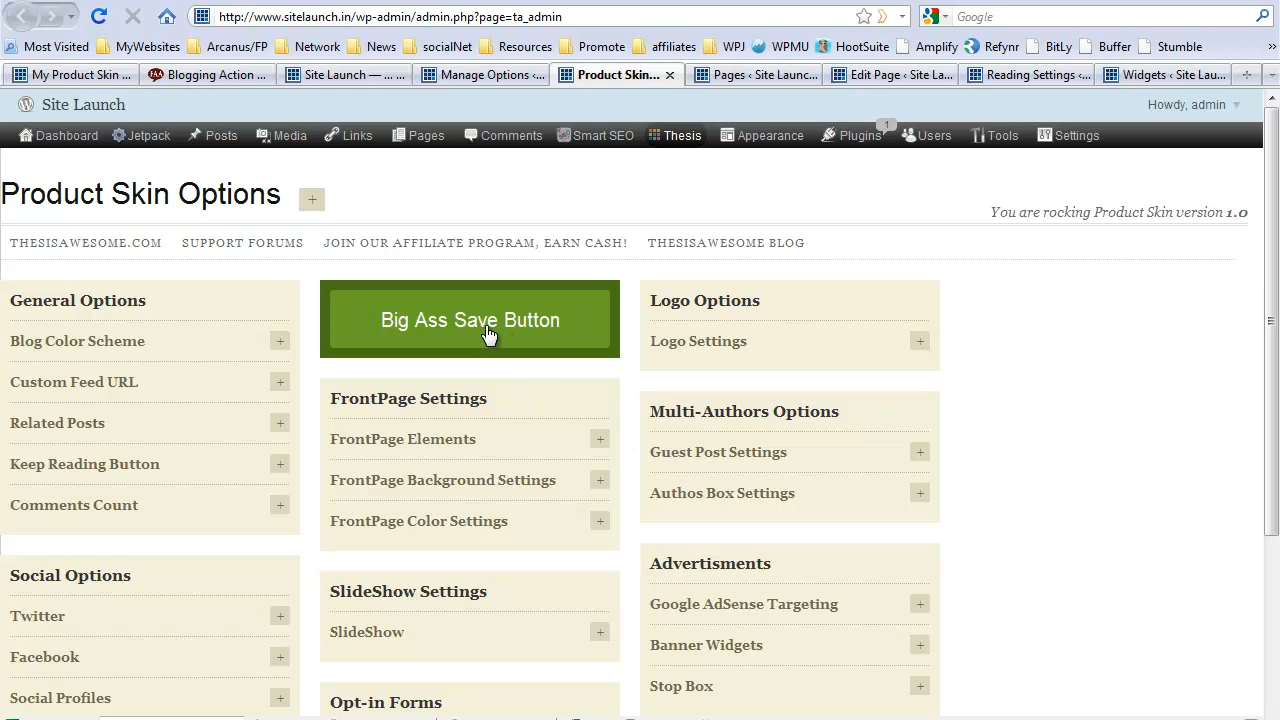 http://www.sitelaunch.in/wp-admin/admin.php?page=ta_admin
Google
Most Visited MyWebsites Arcanus/FP Network News socialNet Resources Promote affiliates WPJ WPMU HootSuite Amplify Refynr BitLy Buffer Stumble »
My Product Skin ... Blogging Action ... Site Launch — ... ... Manage Options ‹... Product Skin... × Pages ‹ Site Launc... Edit Page ‹ Site La... Reading Settings ‹... Widgets ‹ Site Lau... +
Site Launch
Howdy, admin
Dashboard Jetpack Posts Media Links Pages Comments Smart SEO Thesis Appearance Plugins 1 Users Tools Settings
Product Skin Options +
You are rocking Product Skin version 1.0
THESISAWESOME.COM SUPPORT FORUMS JOIN OUR AFFILIATE PROGRAM, EARN CASH! THESISAWESOME BLOG
General Options
Blog Color Scheme +
Custom Feed URL +
Related Posts +
Keep Reading Button +
Comments Count +
Social Options
Twitter +
Facebook +
Social Profiles +
Big Ass Save Button
FrontPage Settings
FrontPage Elements +
FrontPage Background Settings +
FrontPage Color Settings +
SlideShow Settings
SlideShow +
Opt-in Forms
Logo Options
Logo Settings +
Multi-Authors Options
Guest Post Settings +
Authos Box Settings +
Advertisments
Google AdSense Targeting +
Banner Widgets +
Stop Box +